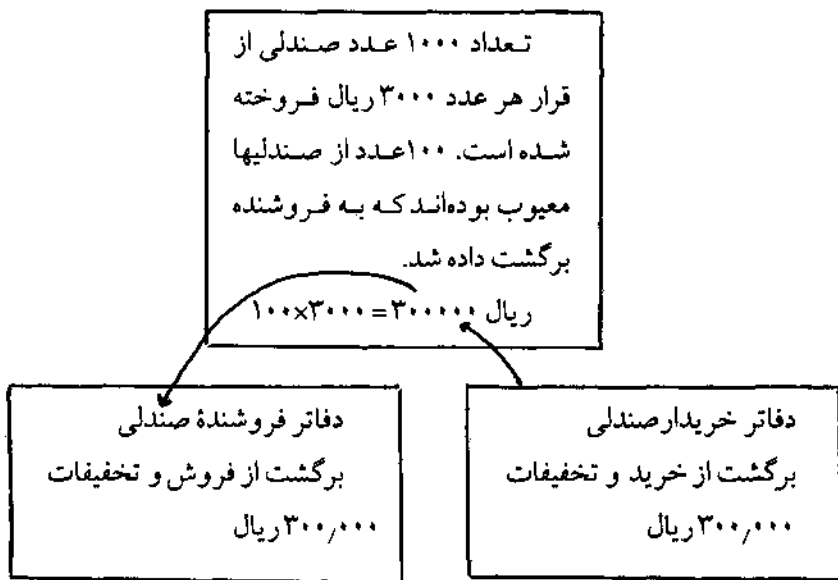 تعداد ۱۰۰۰ عدد صندلی از
قرار هر عدد ۳۰۰۰ ریال فروخته
شده است. ۱۰۰ عدد از صندلیها
معیوب بوده‌اند که به فروشنده
برگشت داده شد.
ریال ۳۰۰۰۰۰ = ۳۰۰۰×۱۰۰
دفاتر خریدار صندلی
برگشت از خرید و تخفیفات
۳۰۰,۰۰۰ ریال
دفاتر فروشندهٔ صندلی
برگشت از فروش و تخفیفات
۳۰۰,۰۰۰ ریال